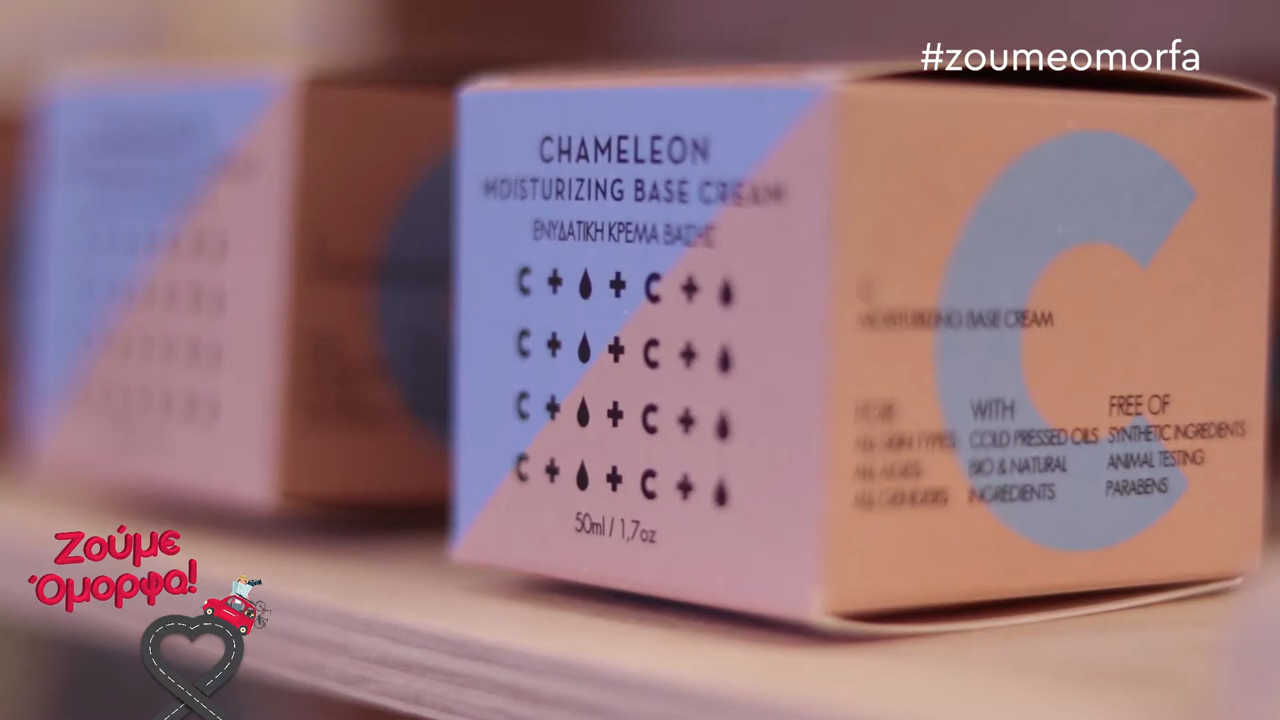 #zoumeomorfa
CHAMELEON
MOISTURIZING BASE CREAM
ΕΝΥΔΑΤΙΚΗ ΚΡΕΜΑ ΒΑΣΗΣ
C + + C +
C + + C +
C + + C +
C + + C +
50ml / 1,7oz
MOISTURIZING BASE CREAM
FOR WITH FREE OF
ALL SKIN TYPES COLD PRESSED OILS SYNTHETIC INGREDIENTS
ALL AGES BIO & NATURAL ANIMAL TESTING
ALL GENDERS INGREDIENTS PARABENS
C
Ζούμε
Όμορφα!